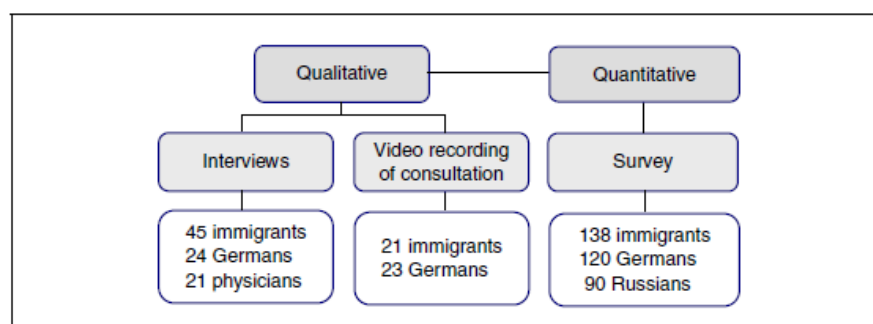 Qualitative
Quantitative
Interviews
Video recording
of consultation
Survey
45 immigrants
24 Germans
21 physicians
21 immigrants
23 Germans
138 immigrants
120 Germans
90 Russians